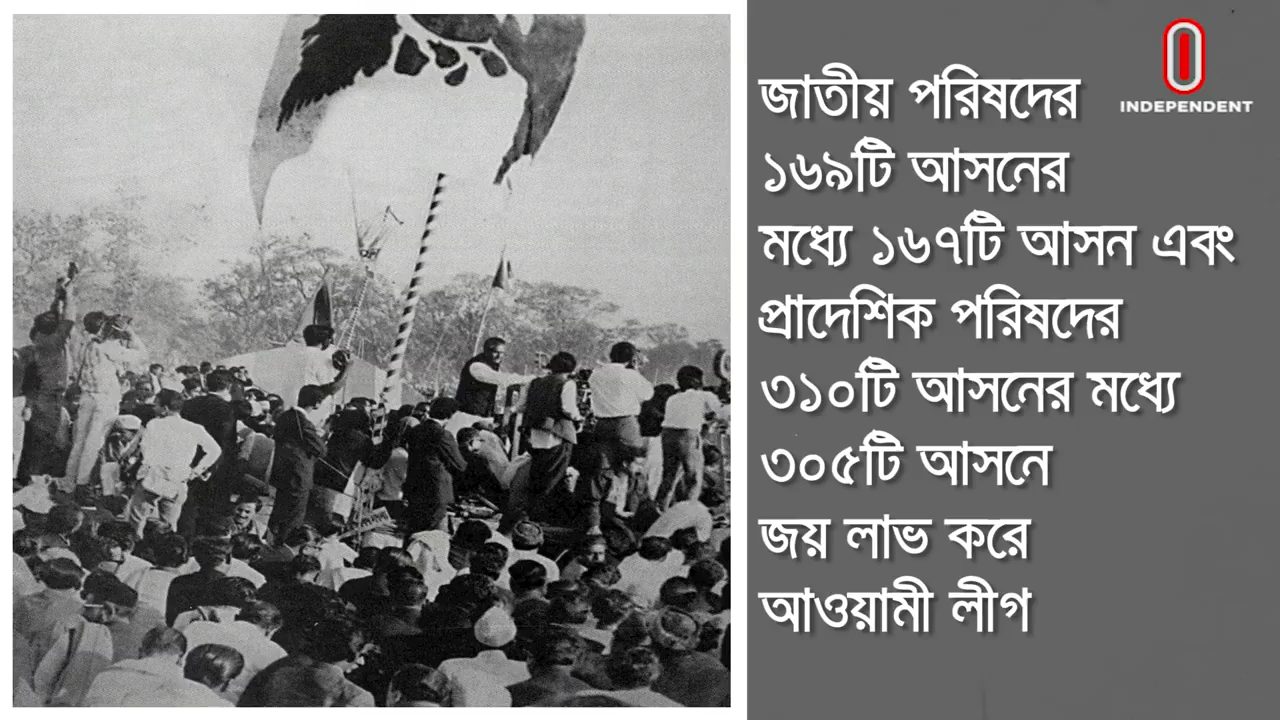 জাতীয় পরিষদের
১৬৯টি আসনের
মধ্যে ১৬৭টি আসন এবং
প্রাদেশিক পরিষদের
৩১০টি আসনের মধ্যে
৩০৫টি আসনে
জয় লাভ করে
আওয়ামী লীগ
INDEPENDENT